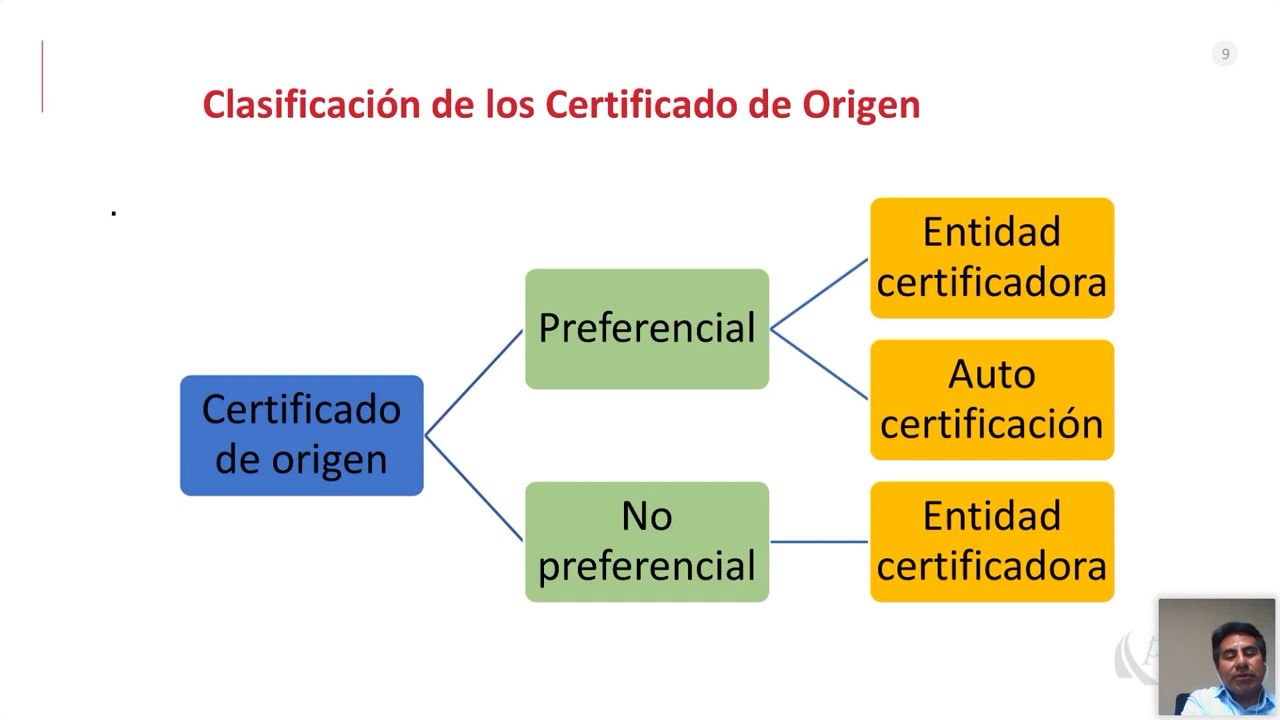 9
Clasificación de los Certificado de Origen
.
Entidad
certificadora
Preferencial
Auto
certificación
Certificado
de origen
No
preferencial
Entidad
certificadora